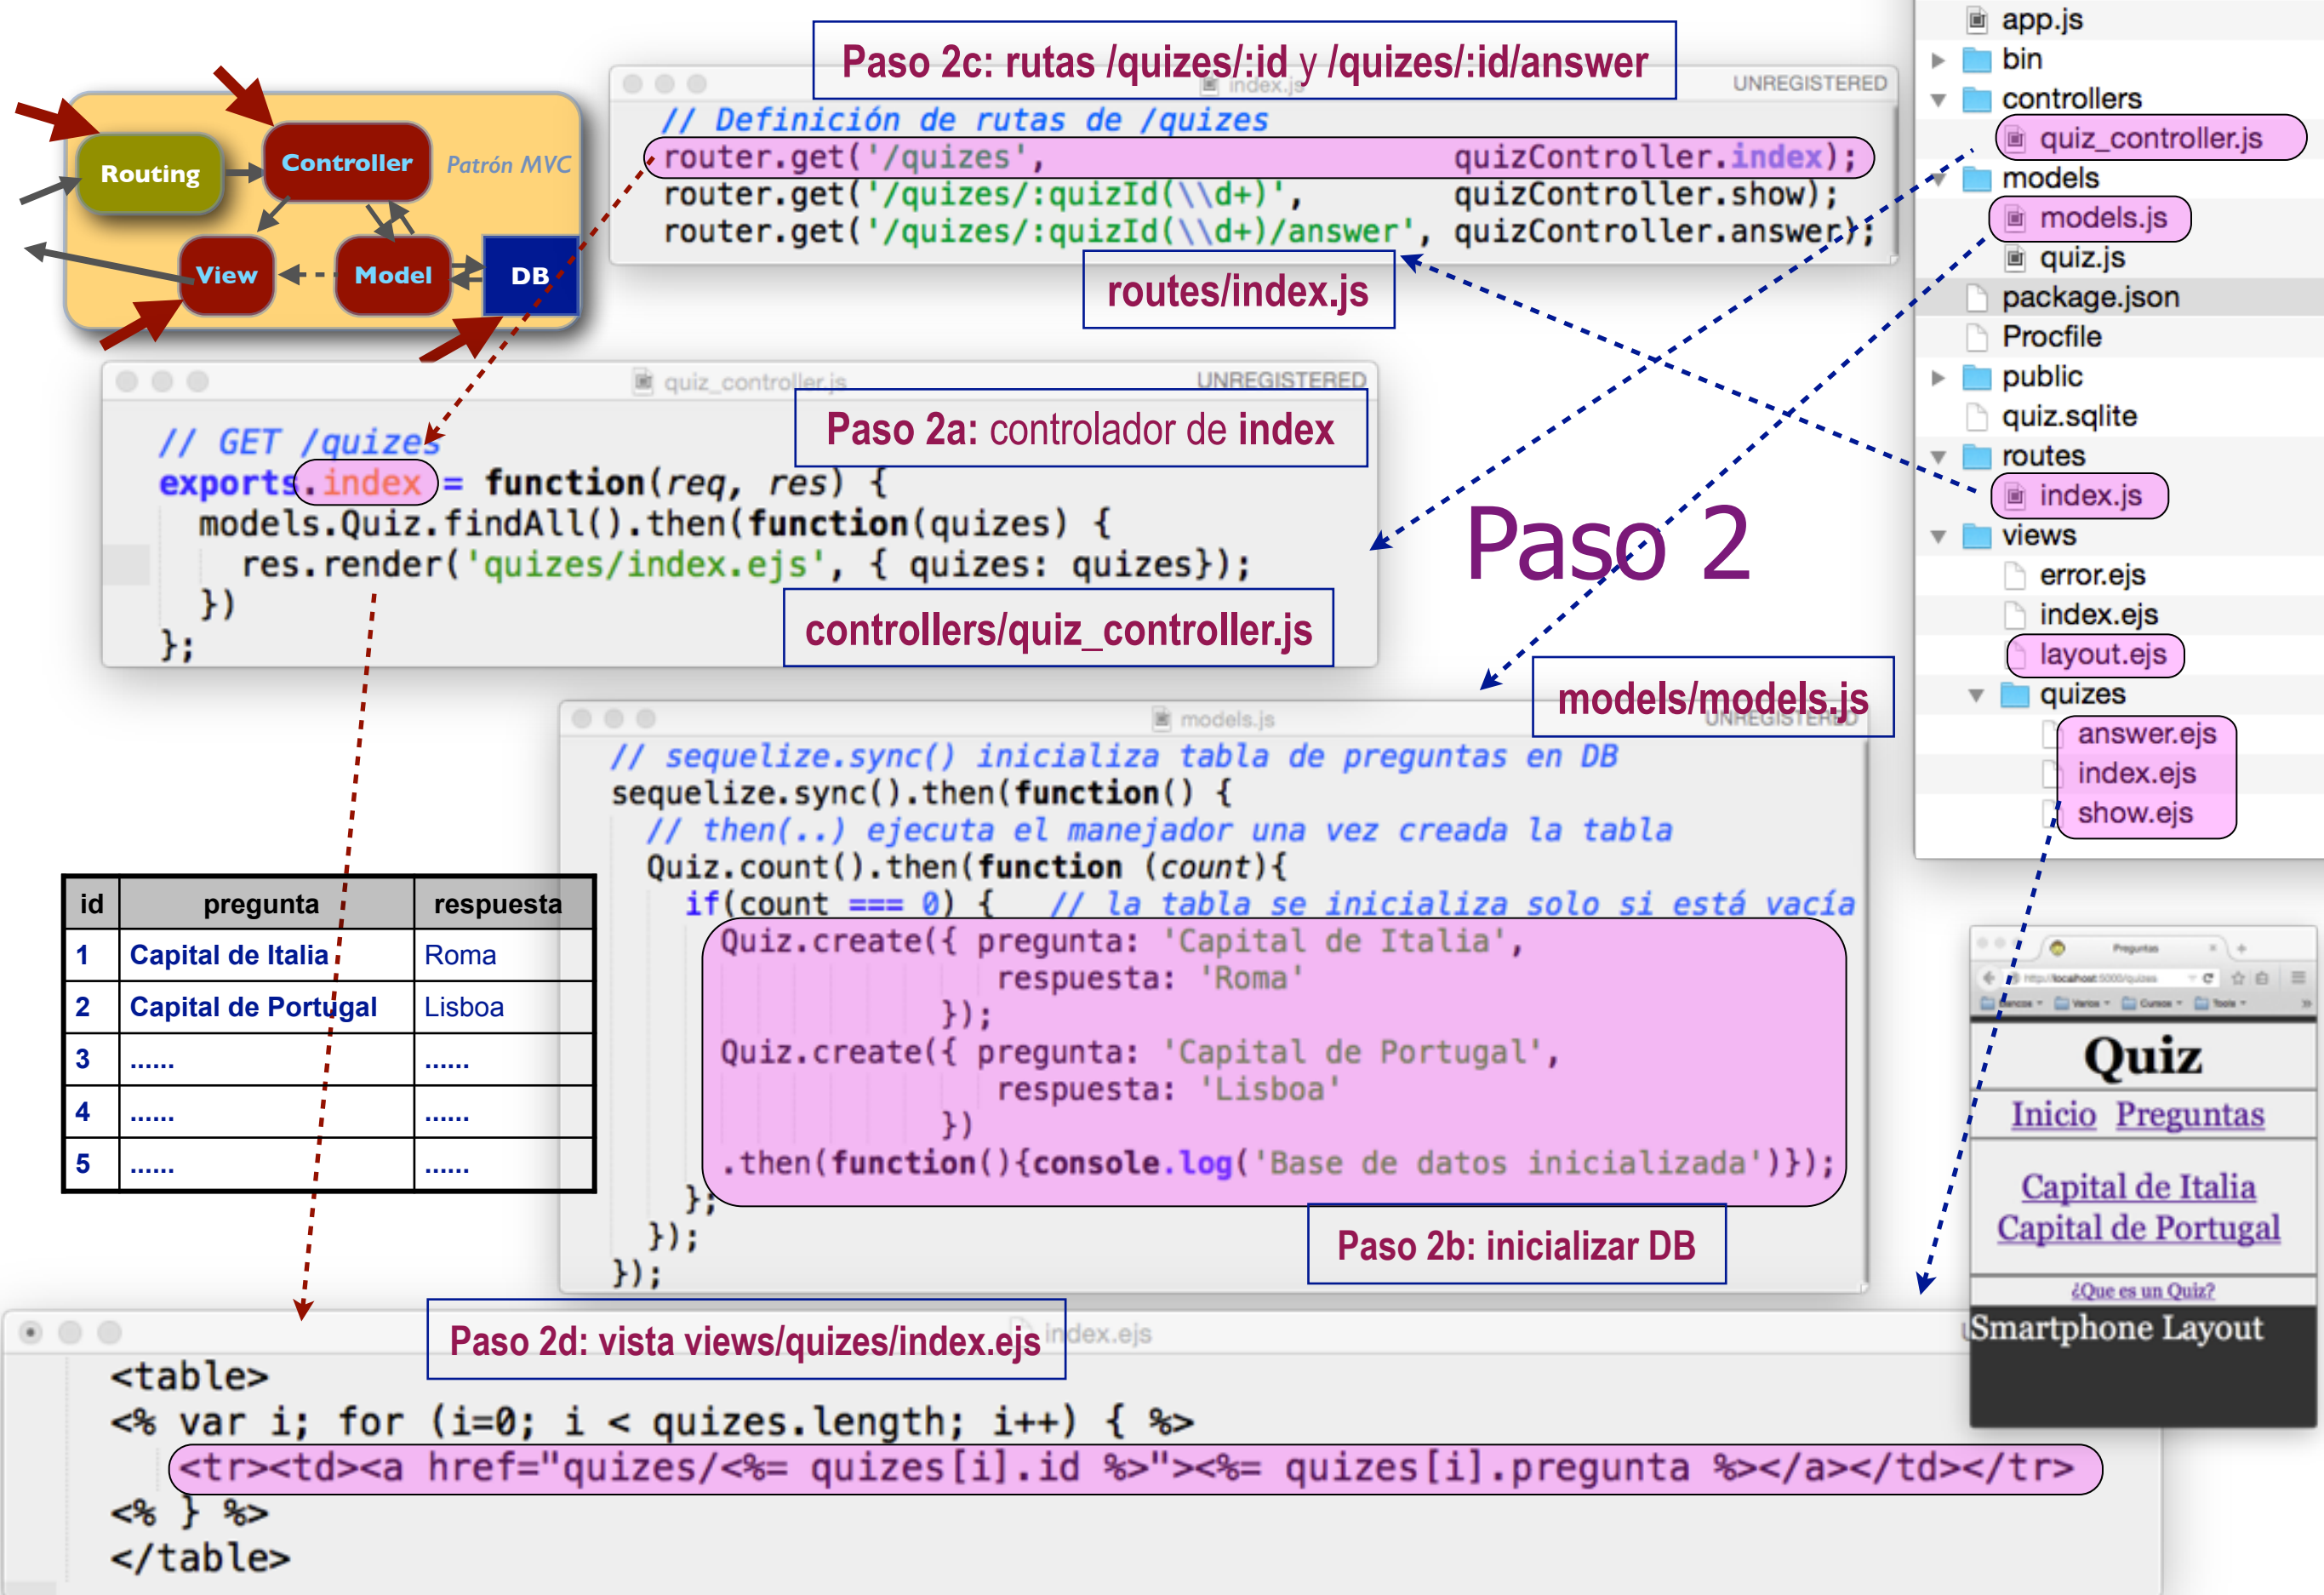 Paso 2c: rutas /quizes/:id y /quizes/:id/answer
index.js
UNREGISTERED
// Definición de rutas de /quizes
router.get('/quizes', quizController.index);
router.get('/quizes/:quizId(\\d+)', quizController.show);
router.get('/quizes/:quizId(\\d+)/answer', quizController.answer);
routes/index.js
Routing
Controller
Patrón MVC
View
Model
DB
app.js
bin
controllers
quiz_controller.js
models
models.js
quiz.js
package.json
Procfile
public
quiz.sqlite
routes
index.js
views
error.ejs
index.ejs
layout.ejs
quizes
answer.ejs
index.ejs
show.ejs
quiz_controller.js
UNREGISTERED
Paso 2a: controlador de index
// GET /quizes
exports.index = function(req, res) {
models.Quiz.findAll().then(function(quizes) {
res.render('quizes/index.ejs', { quizes: quizes});
})
};
controllers/quiz_controller.js
Paso 2
models/models.js
models.js
UNREGISTERED
// sequelize.sync() inicializa tabla de preguntas en DB
sequelize.sync().then(function() {
// then(..) ejecuta el manejador una vez creada la tabla
Quiz.count().then(function (count){
if(count === 0) { // la tabla se inicializa solo si está vacía
Quiz.create({ pregunta: 'Capital de Italia',
respuesta: 'Roma'
});
Quiz.create({ pregunta: 'Capital de Portugal',
respuesta: 'Lisboa'
})
.then(function(){console.log('Base de datos inicializada')});
};
});
});
Paso 2b: inicializar DB
id pregunta respuesta
1 Capital de Italia Roma
2 Capital de Portugal Lisboa
3 ...... ......
4 ...... ......
5 ...... ......
Preguntas
http://localhost:5000/quizes
Bancos Varios Cursos Tools
Quiz
Inicio Preguntas
Capital de Italia
Capital de Portugal
¿Que es un Quiz?
Smartphone Layout
Paso 2d: vista views/quizes/index.ejs
index.ejs
<table>
<% var i; for (i=0; i < quizes.length; i++) { %>
<tr><td><a href="quizes/<%= quizes[i].id %>"><%= quizes[i].pregunta %></a></td></tr>
<% } %>
</table>